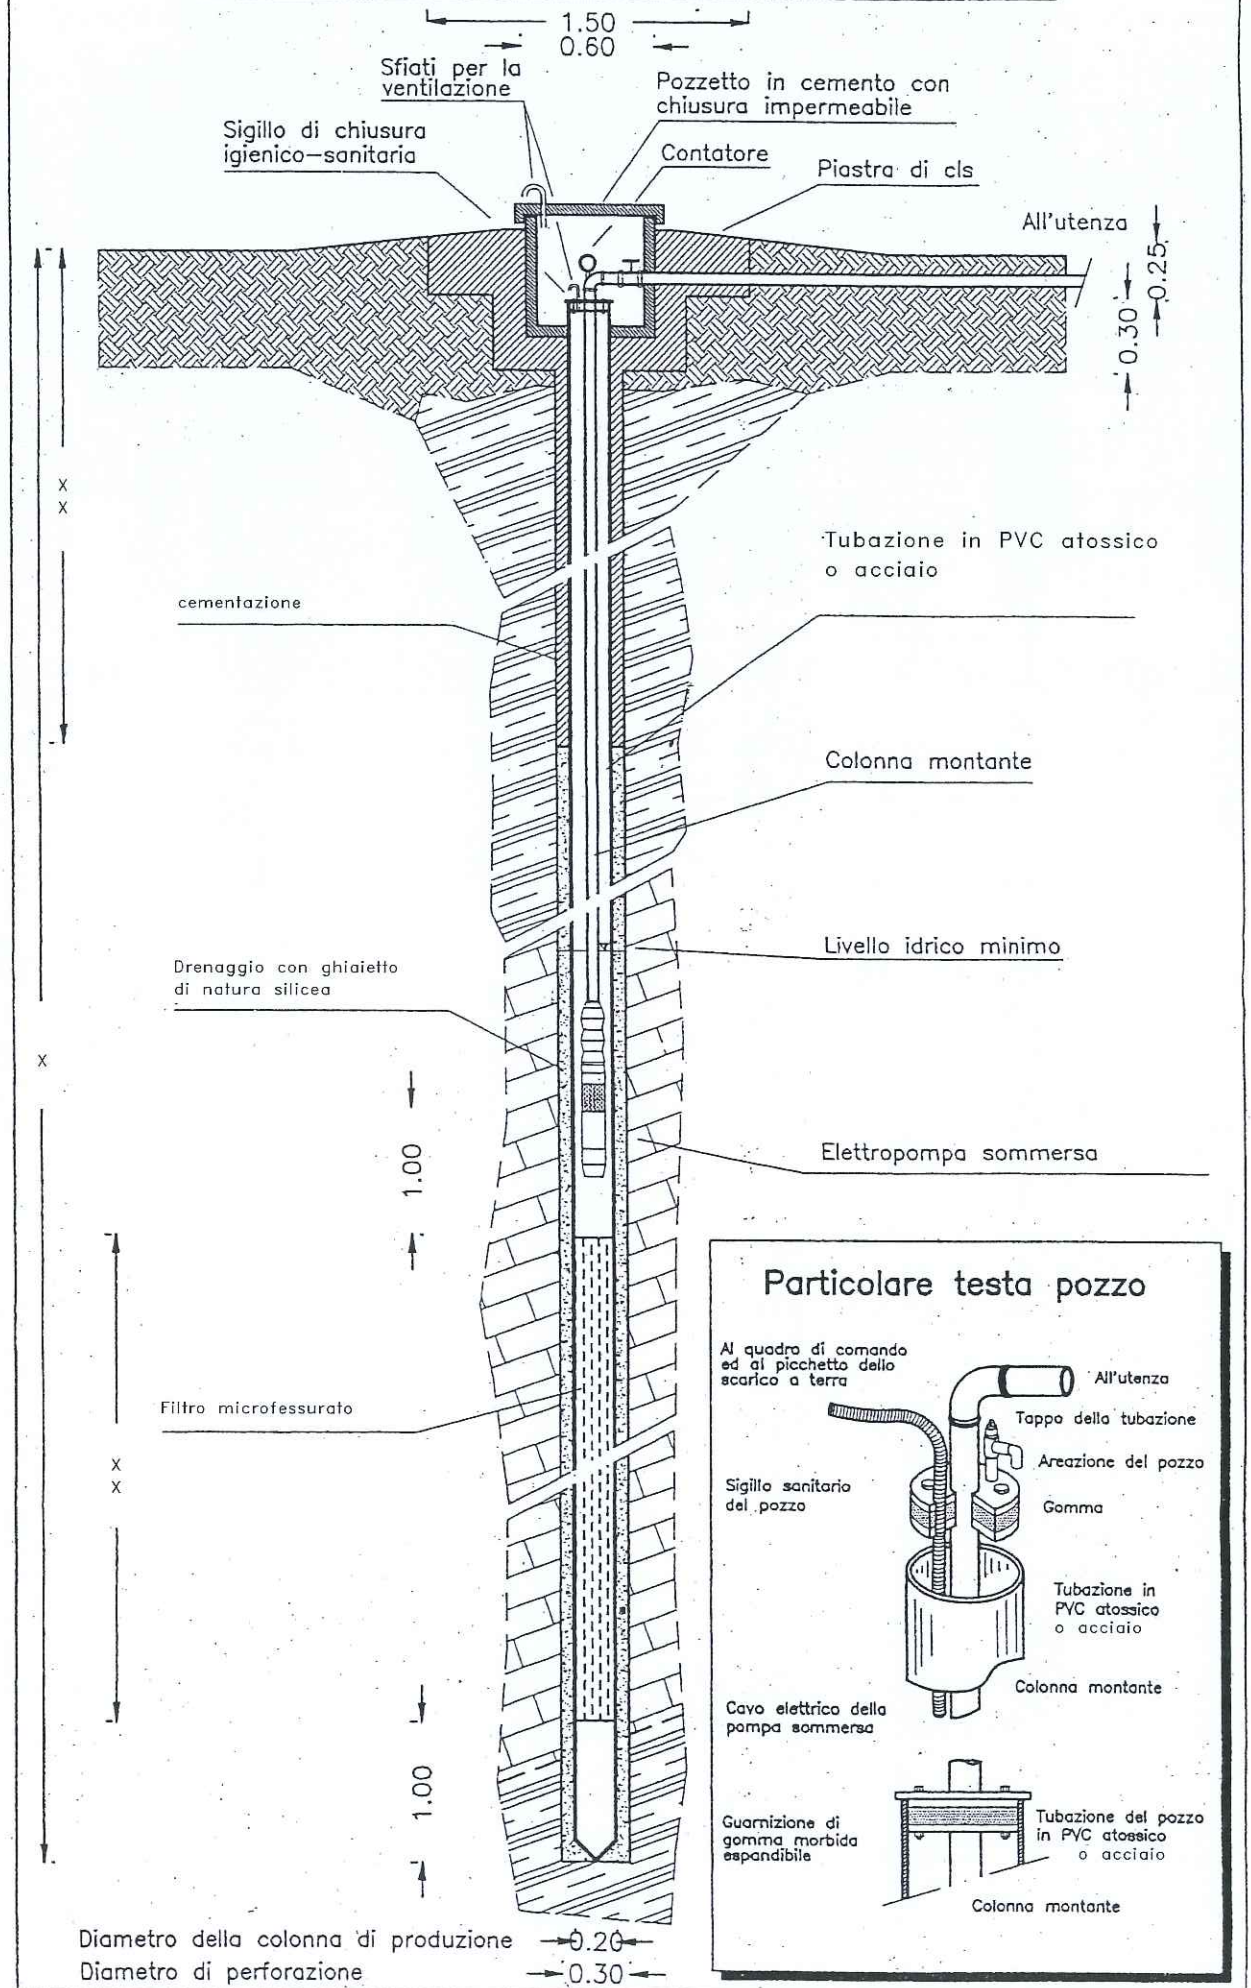 1.50
0.60
Sfiati per la
ventilazione
Pozzetto in cemento con
chiusura impermeabile
Sigillo di chiusura
igienico-sanitaria
Contatore
Piastra di cls
All'utenza
0.25
0.30
x
x
Tubazione in PVC atossico
o acciaio
cementazione
Colonna montante
Livello idrico minimo
Drenaggio con ghiaietto
di natura silicea
x
1.00
Elettropompa sommersa
Filtro microfessurato
x
x
1.00
Particolare testa pozzo
Al quadro di comando
ed al picchetto dello
scarico a terra
All'utenza
Tappo della tubazione
Areazione del pozzo
Sigillo sanitario
del pozzo
Gomma
Tubazione in
PVC atossico
o acciaio
Colonna montante
Cavo elettrico della
pompa sommersa
Guarnizione di
gomma morbida
espandibile
Tubazione del pozzo
in PVC atossico
o acciaio
Colonna montante
Diametro della colonna di produzione 0.20
Diametro di perforazione 0.30